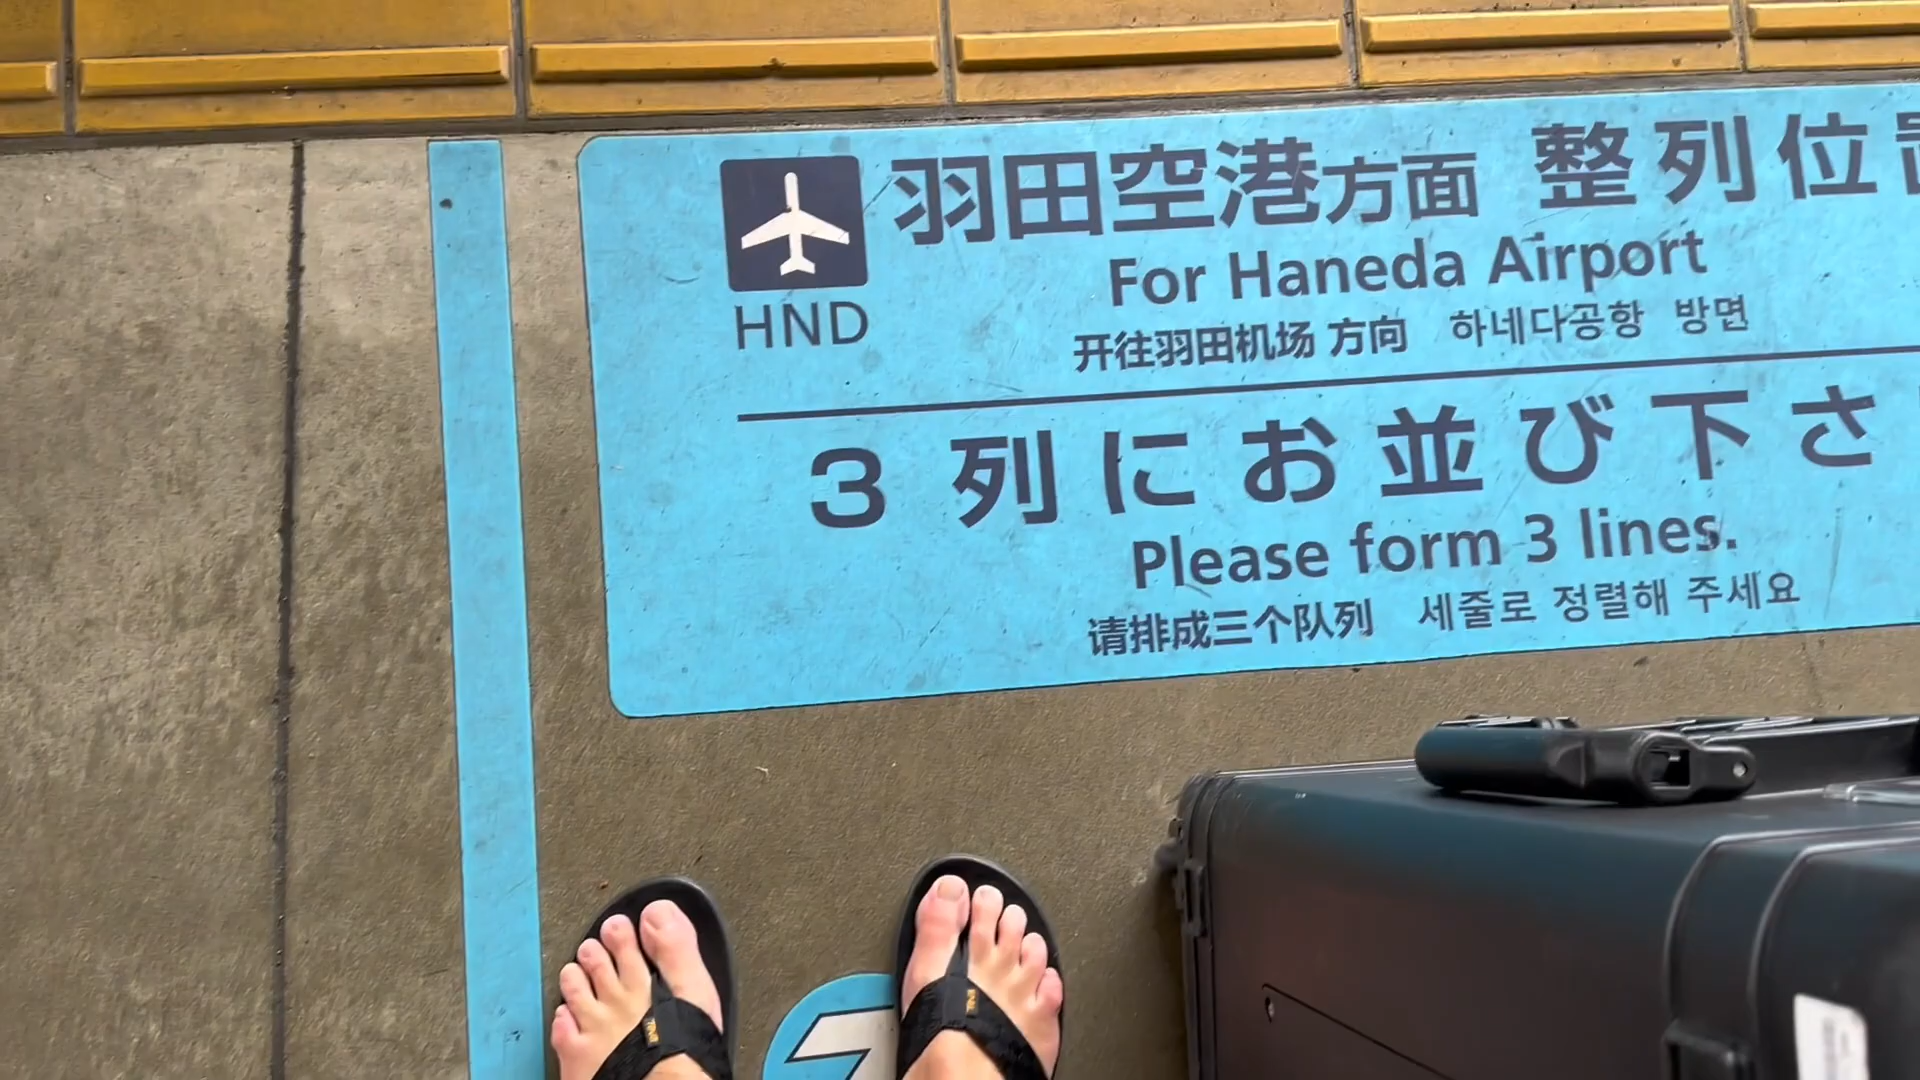 羽田空港方面 整列位置
For Haneda Airport
HND
开往羽田机场 方向 하네다공항 방면
3列にお並び下さ
Please form 3 lines.
请排成三个队列 세줄로 정렬해 주세요